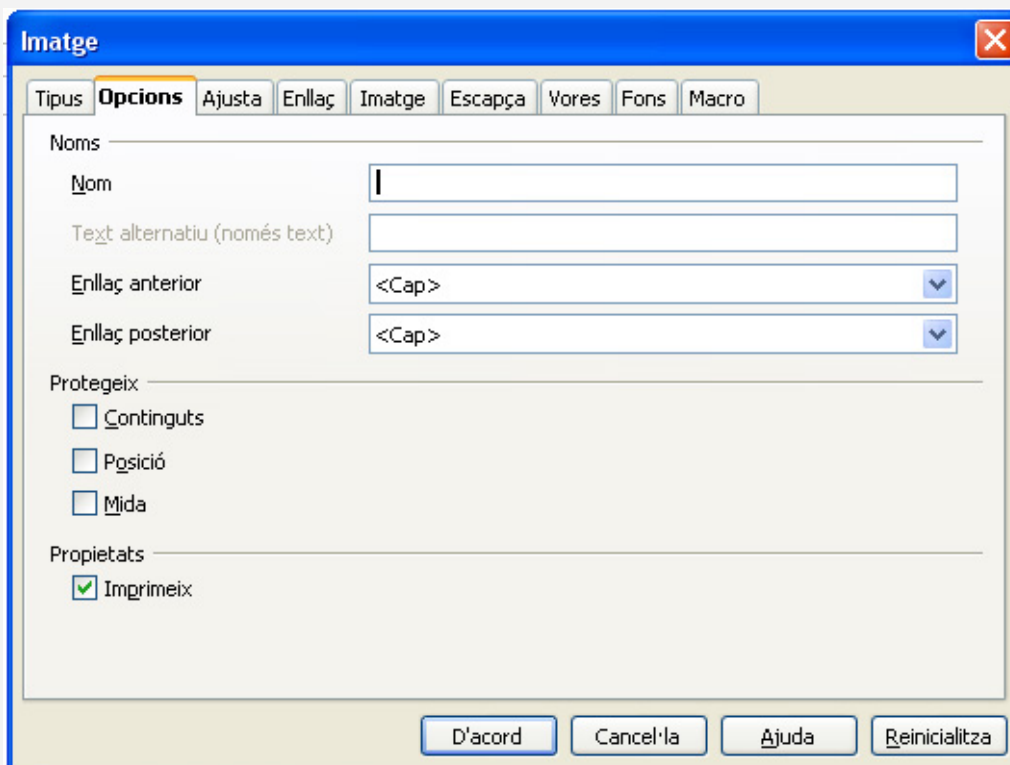 Imatge
Tipus Opcions Ajusta Enllaç Imatge Escapça Vores Fons Macro
Noms
Nom
Text alternatiu (només text)
Enllaç anterior <Cap>
Enllaç posterior <Cap>
Protegeix
Continguts
Posició
Mida
Propietats
Imprimeix
D'acord Cancel·la Ajuda Reinicialitza